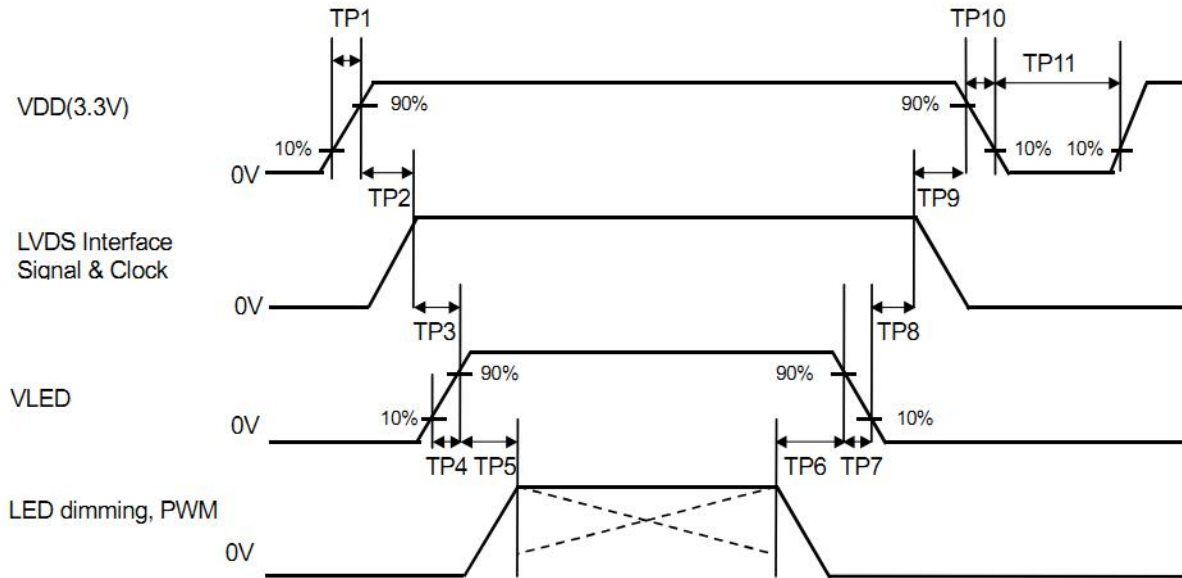 TP1
TP10
TP11
VDD(3.3V)
90%
90%
10%
10%
10%
0V
TP2
TP9
LVDS Interface
Signal & Clock
0V
TP3
TP8
VLED
90%
90%
10%
10%
0V
TP4
TP5
TP6
TP7
LED dimming, PWM
0V